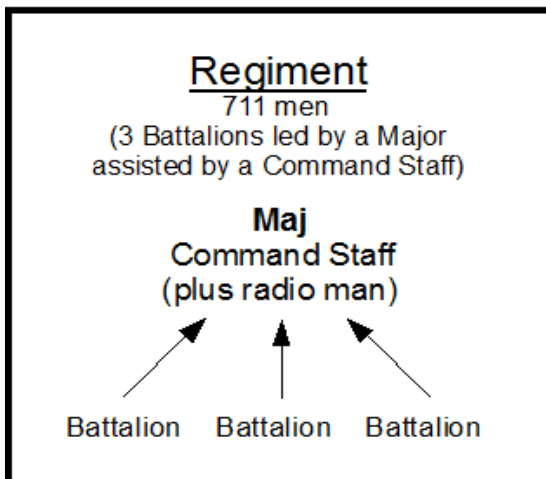 Regiment
711 men
(3 Battalions led by a Major
assisted by a Command Staff)
Maj
Command Staff
(plus radio man)
Battalion Battalion Battalion